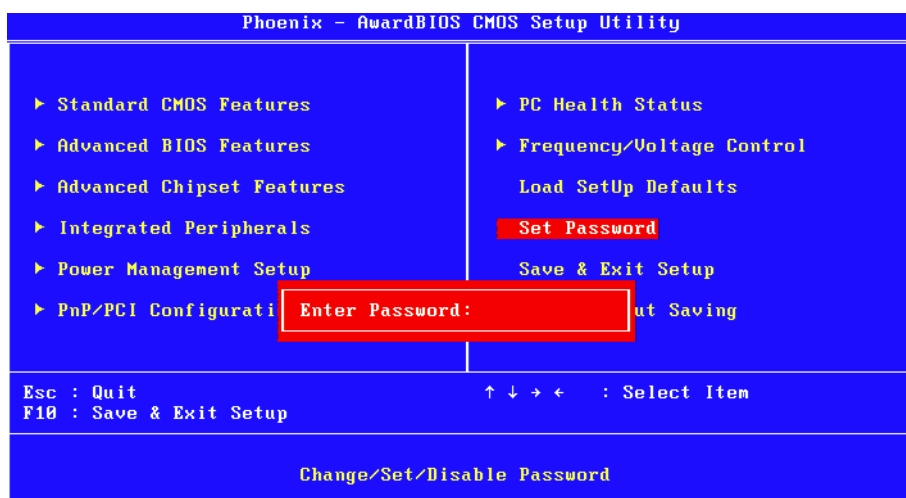 Phoenix - AwardBIOS CMOS Setup Utility
▶ Standard CMOS Features
▶ Advanced BIOS Features
▶ Advanced Chipset Features
▶ Integrated Peripherals
▶ Power Management Setup
▶ PnP/PCI Configurati
▶ PC Health Status
▶ Frequency/Voltage Control
Load SetUp Defaults
Set Password
Save & Exit Setup
ut Saving
Enter Password:
Esc : Quit
F10 : Save & Exit Setup
↑ ↓ → ← : Select Item
Change/Set/Disable Password